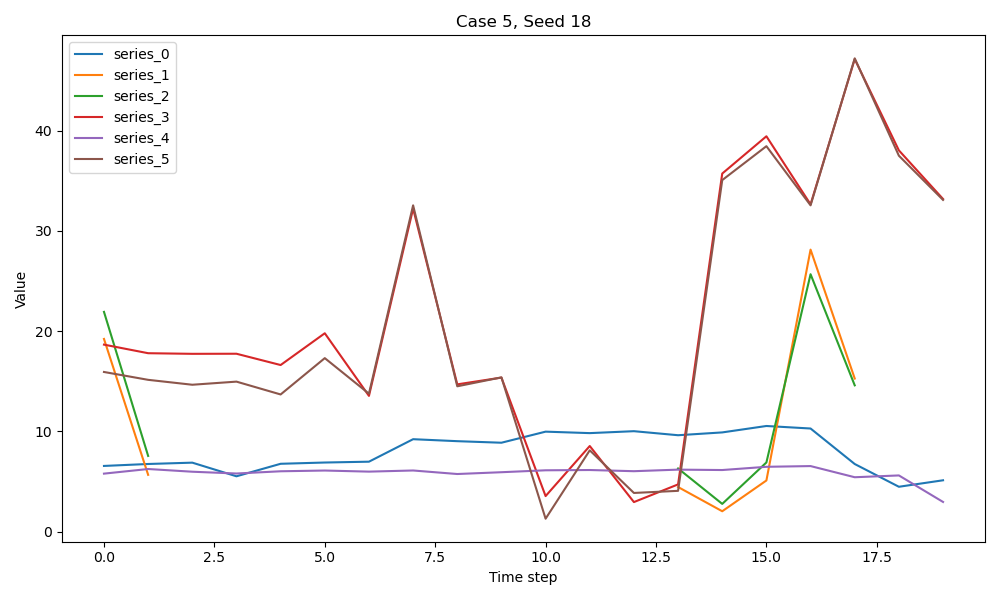 Case 5, Seed 18
series_0
series_1
series_2
series_3
series_4
series_5
Value
40
30
20
10
0
0.0 2.5 5.0 7.5 10.0 12.5 15.0 17.5
Time step